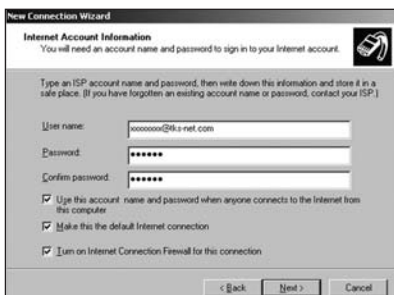 New Connection Wizard
Internet Account Information
You will need an account name and password to sign in to your Internet account.
Type an ISP account name and password, then write down this information and store it in a
safe place. (If you have forgotten an existing account name or password, contact your ISP.)
User name:
xxxxxxxx@tks-net.com
Password:
••••••
Confirm password:
••••••
Use this account name and password when anyone connects to the Internet from
this computer
Make this the default Internet connection
Turn on Internet Connection Firewall for this connection
< Back
Next >
Cancel